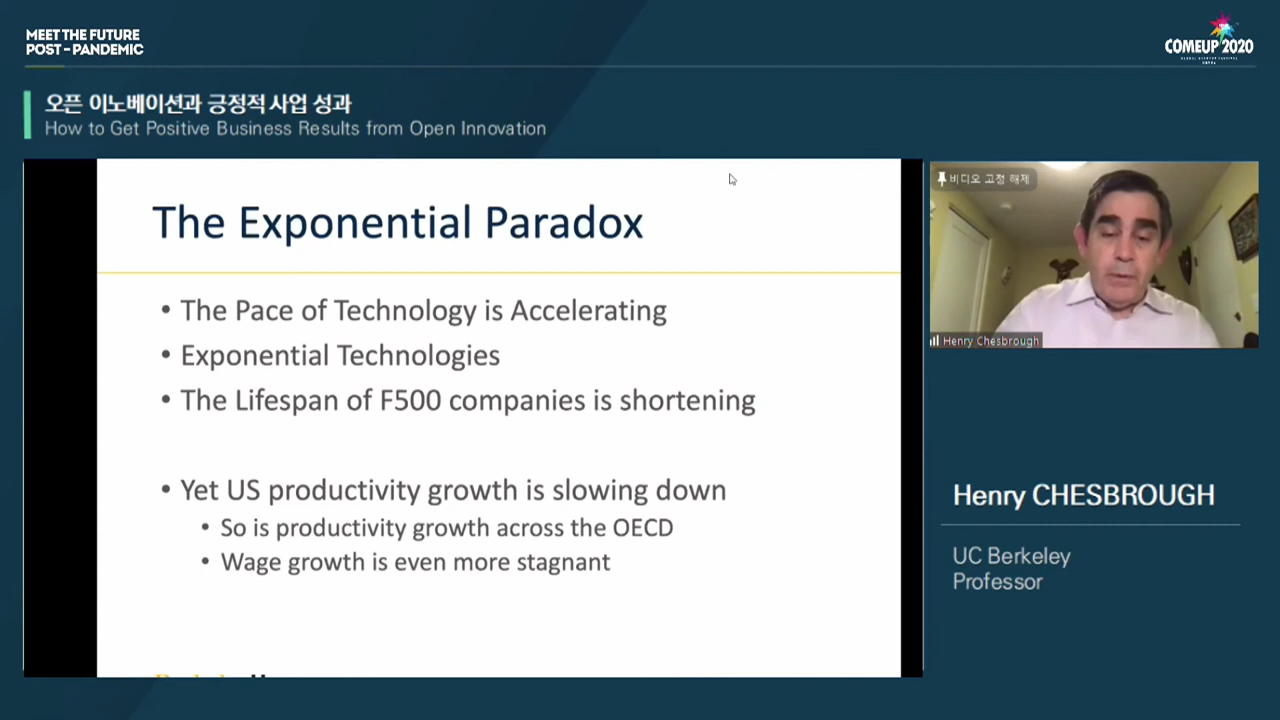 MEET THE FUTURE
POST-PANDEMIC
COMEUP 2020
오픈 이노베이션과 긍정적 사업 성과
How to Get Positive Business Results from Open Innovation
The Exponential Paradox
• The Pace of Technology is Accelerating
• Exponential Technologies
• The Lifespan of F500 companies is shortening
• Yet US productivity growth is slowing down
• So is productivity growth across the OECD
• Wage growth is even more stagnant
비디오 고정 해제
Henry Chesbrough
Henry CHESBROUGH
UC Berkeley
Professor